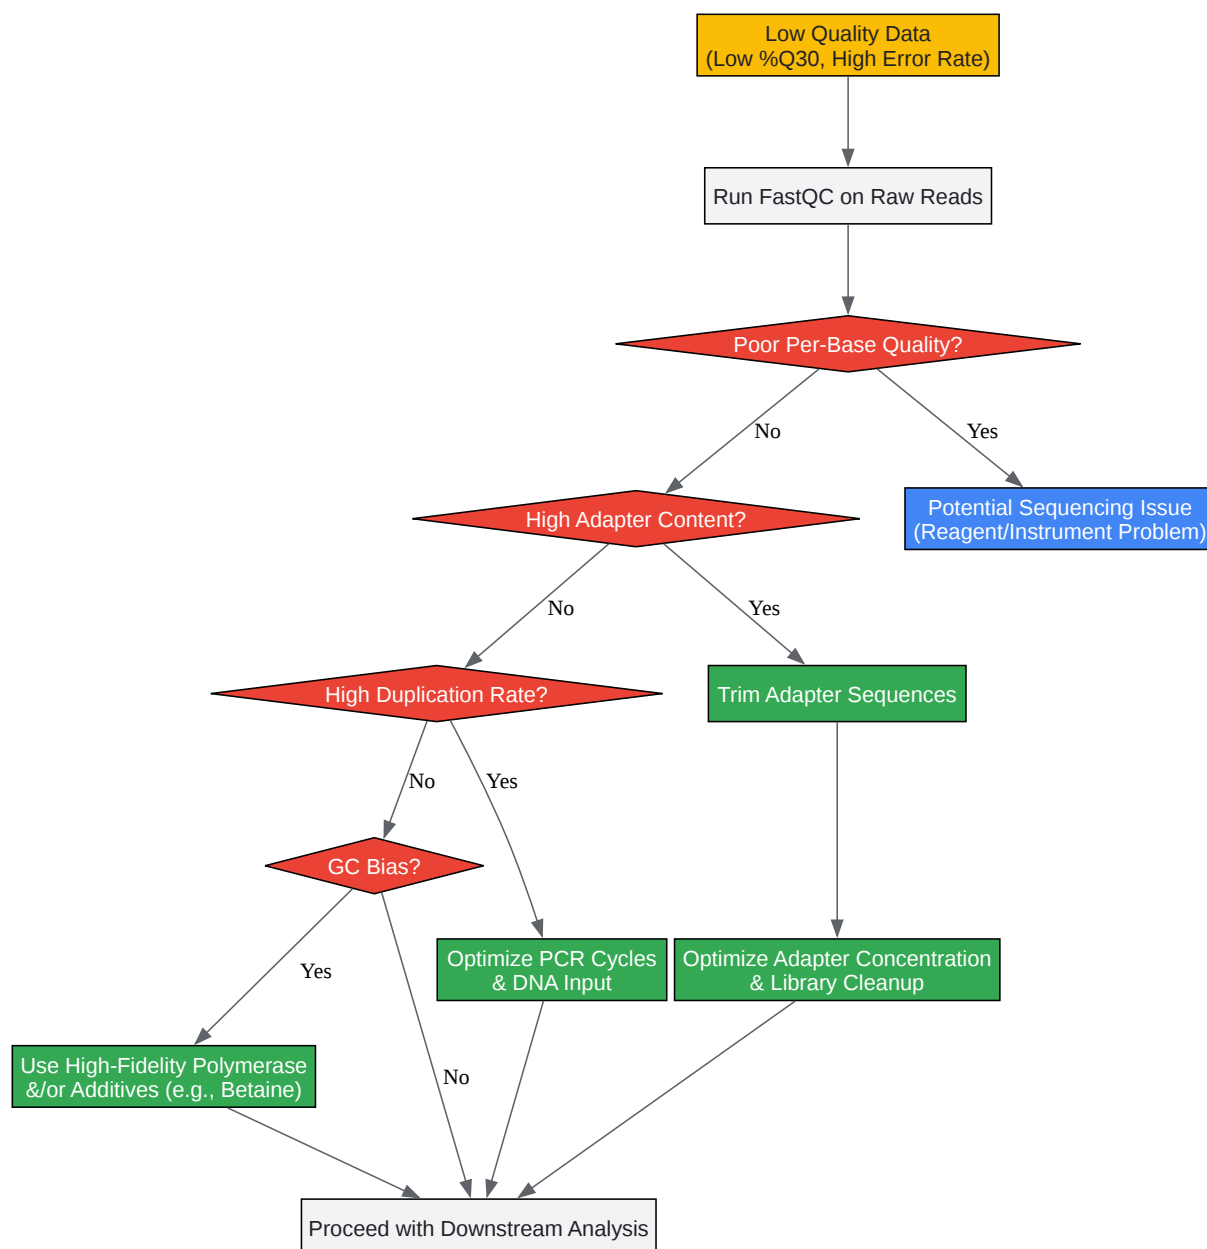 Low Quality Data
(Low %Q30, High Error Rate)
Run FastQC on Raw Reads
Poor Per-Base Quality?
No
Yes
High Adapter Content?
Potential Sequencing Issue
(Reagent/Instrument Problem)
No
Yes
High Duplication Rate?
Trim Adapter Sequences
No
Yes
GC Bias?
Optimize PCR Cycles
& DNA Input
Optimize Adapter Concentration
& Library Cleanup
Yes
Use High-Fidelity Polymerase
&/or Additives (e.g., Betaine)
No
Proceed with Downstream Analysis